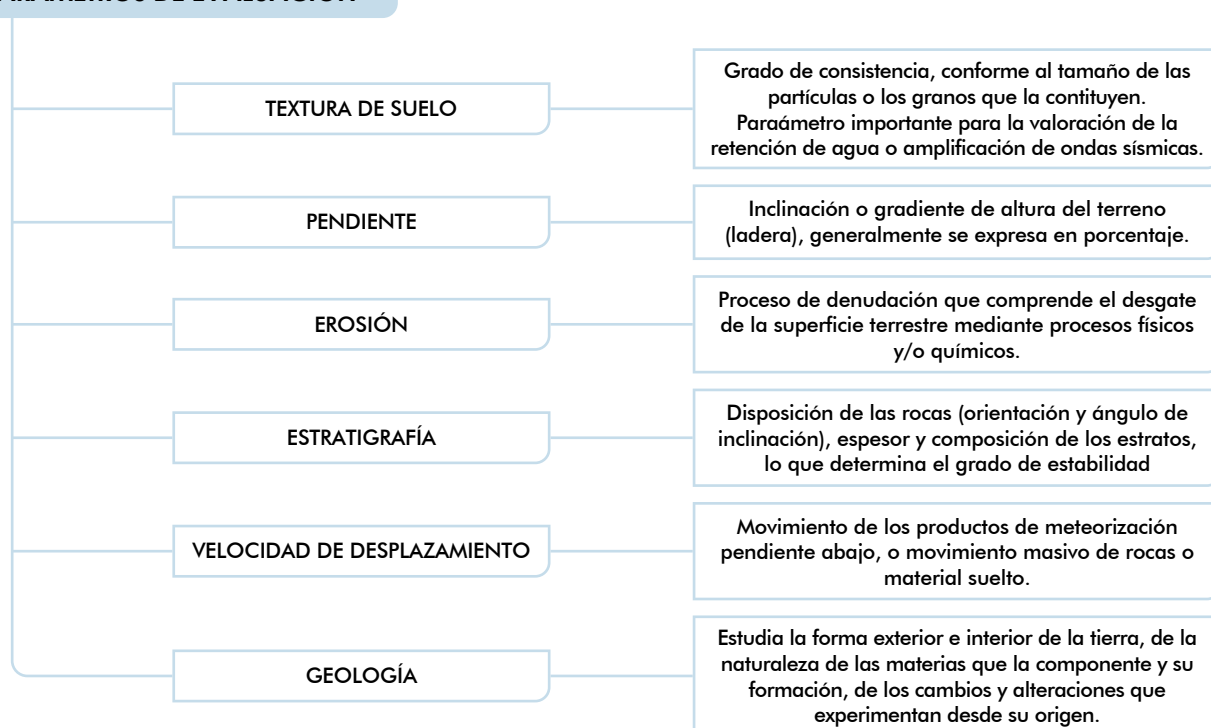 TEXTURA DE SUELO
Grado de consistencia, conforme al tamaño de las
partículas o los granos que la contituyen.
Paraámetro importante para la valoración de la
retención de agua o amplificación de ondas sísmicas.
PENDIENTE
Inclinación o gradiente de altura del terreno
(ladera), generalmente se expresa en porcentaje.
EROSIÓN
Proceso de denudación que comprende el desgate
de la superficie terrestre mediante procesos físicos
y/o químicos.
ESTRATIGRAFÍA
Disposición de las rocas (orientación y ángulo de
inclinación), espesor y composición de los estratos,
lo que determina el grado de estabilidad
VELOCIDAD DE DESPLAZAMIENTO
Movimiento de los productos de meteorización
pendiente abajo, o movimiento masivo de rocas o
material suelto.
GEOLOGÍA
Estudia la forma exterior e interior de la tierra, de la
naturaleza de las materias que la componente y su
formación, de los cambios y alteraciones que
experimentan desde su origen.